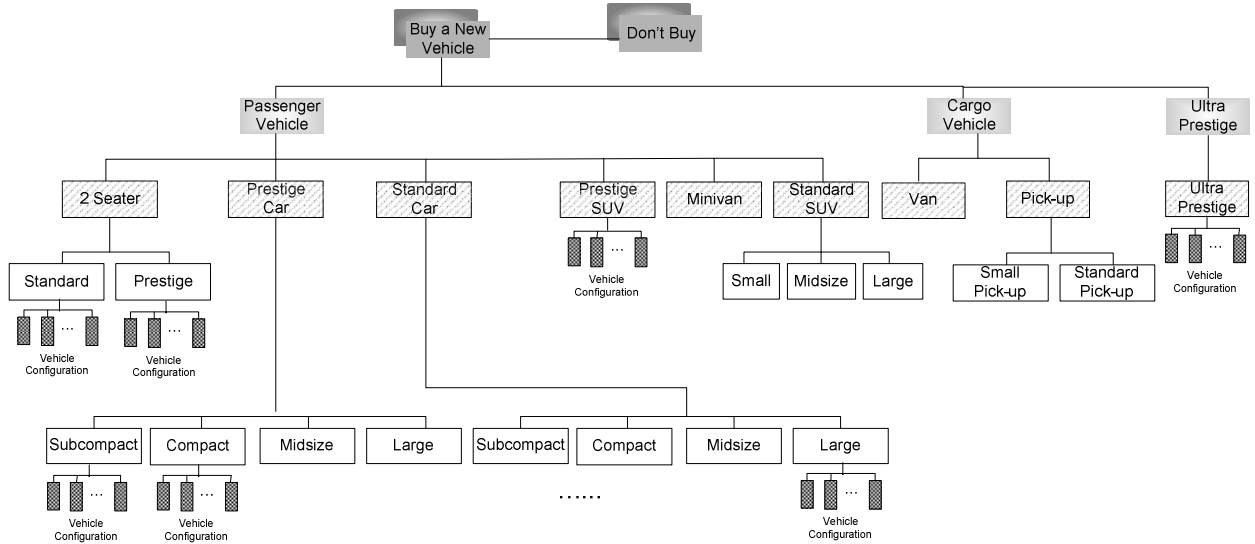 Buy a New
Vehicle
Don't Buy
Passenger
Vehicle
Cargo
Vehicle
Ultra
Prestige
2 Seater
Prestige
Car
Standard
Car
Prestige
SUV
Minivan
Standard
SUV
Van
Pick-up
Ultra
Prestige
...
Vehicle
Configuration
...
Vehicle
Configuration
Standard
Prestige
Small
Midsize
Large
Small
Pick-up
Standard
Pick-up
...
Vehicle
Configuration
...
Vehicle
Configuration
Subcompact
Compact
Midsize
Large
Subcompact
Compact
Midsize
Large
...
Vehicle
Configuration
...
Vehicle
Configuration
......
...
Vehicle
Configuration